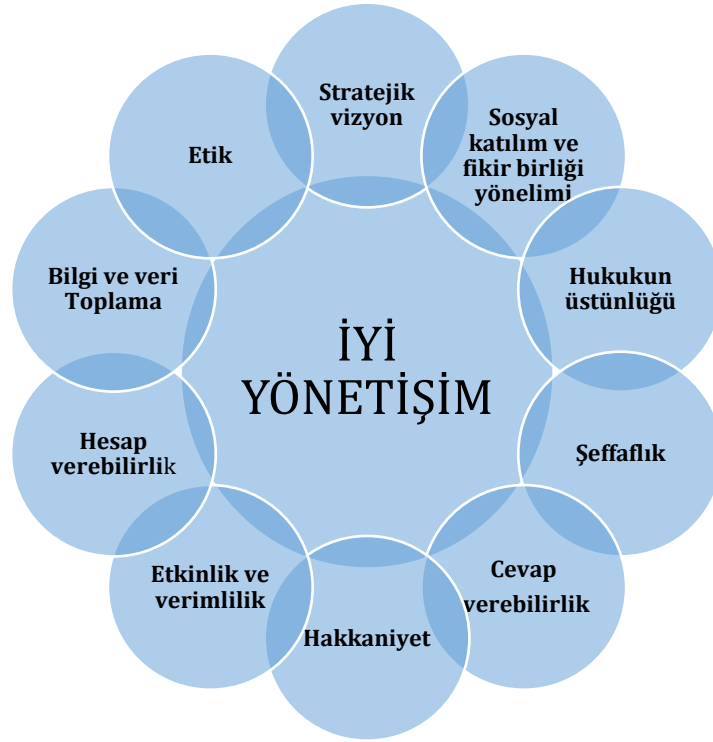 Stratejik
vizyon
Sosyal
katılım ve
fikir birliği
yönelimi
Hukukun
üstünlüğü
Şeffaflık
Cevap
verebilirlik
Hakkaniyet
Etkinlik ve
verimlilik
Hesap
verebilirlik
Bilgi ve veri
Toplama
Etik
İYİ
YÖNETİŞİM